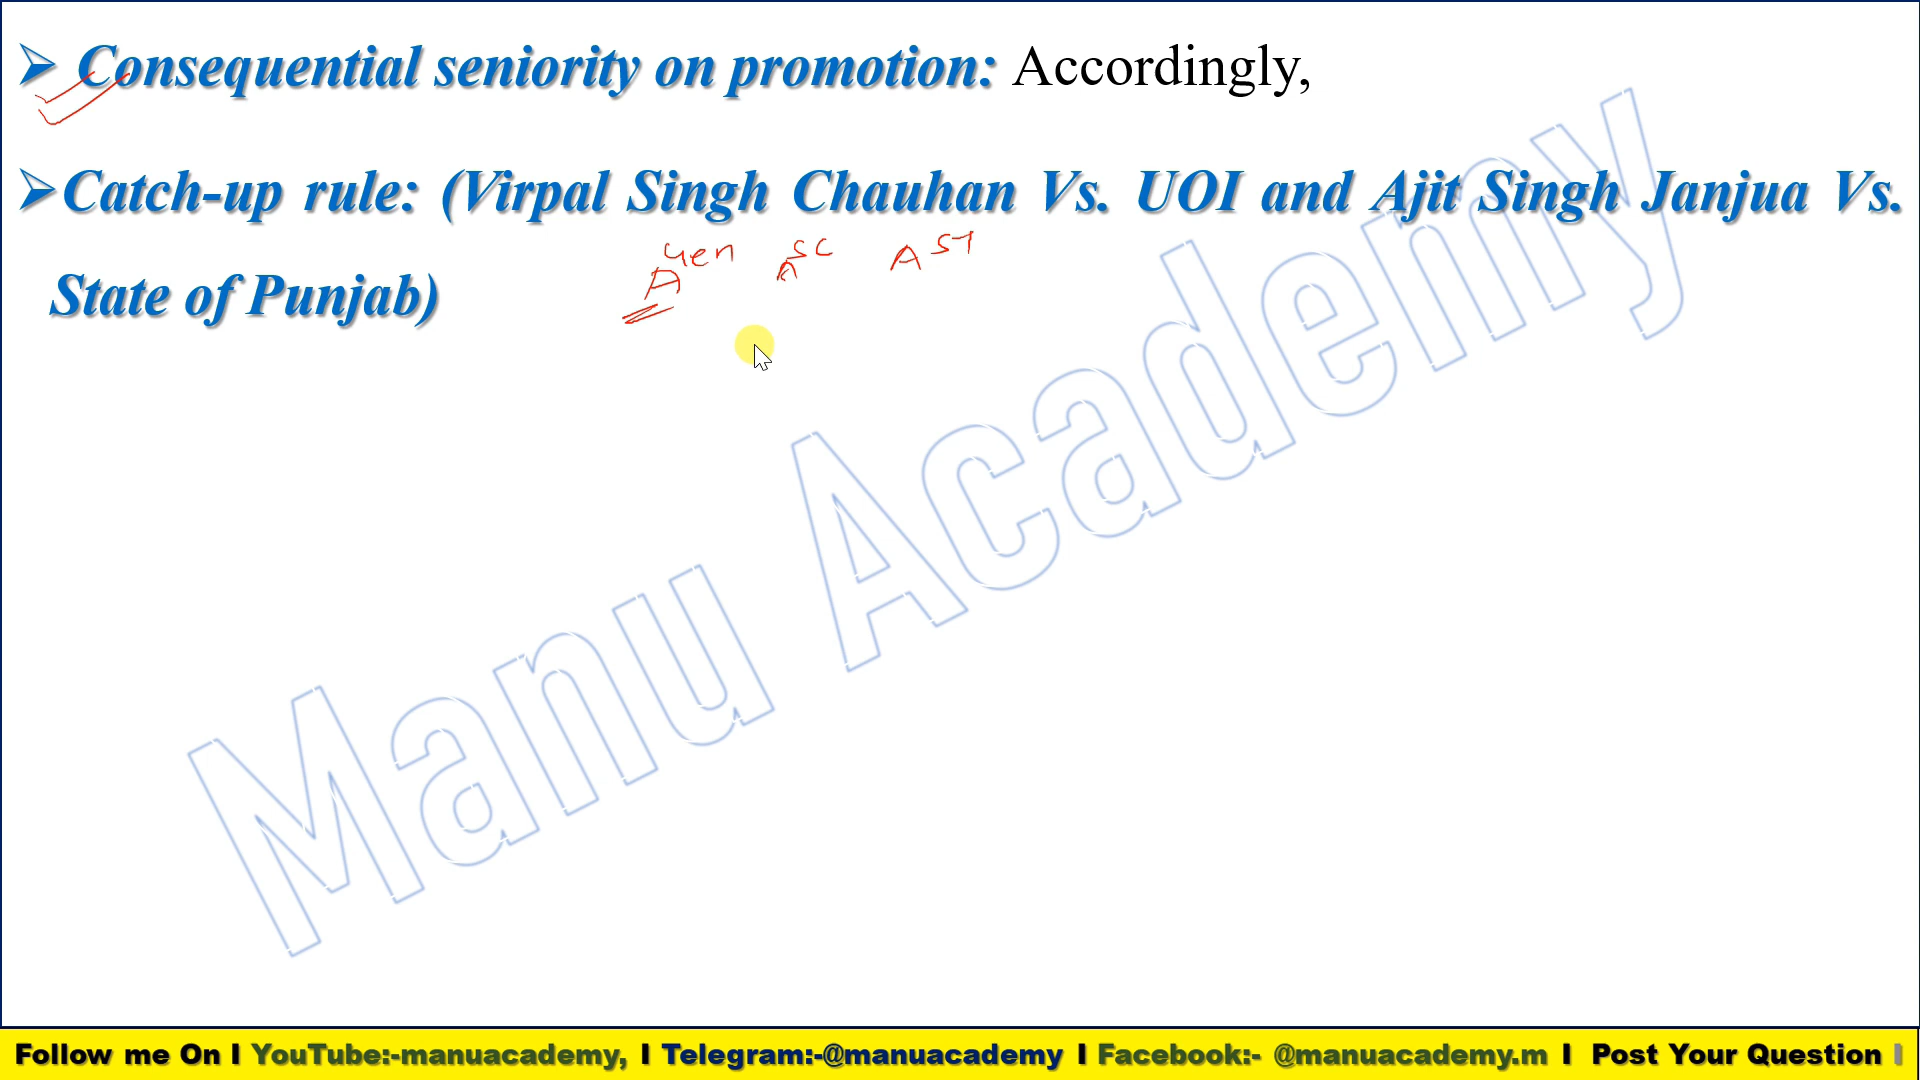 ➢ Consequential seniority on promotion: Accordingly,
➢Catch-up rule: (Virpal Singh Chauhan Vs. UOI and Ajit Singh Janjua Vs.
State of Punjab)
A Gen A SC A ST
Manu Academy
Follow me On I YouTube:-manuacademy, I Telegram:-@manuacademy I Facebook:- @manuacademy.m I Post Your Question I